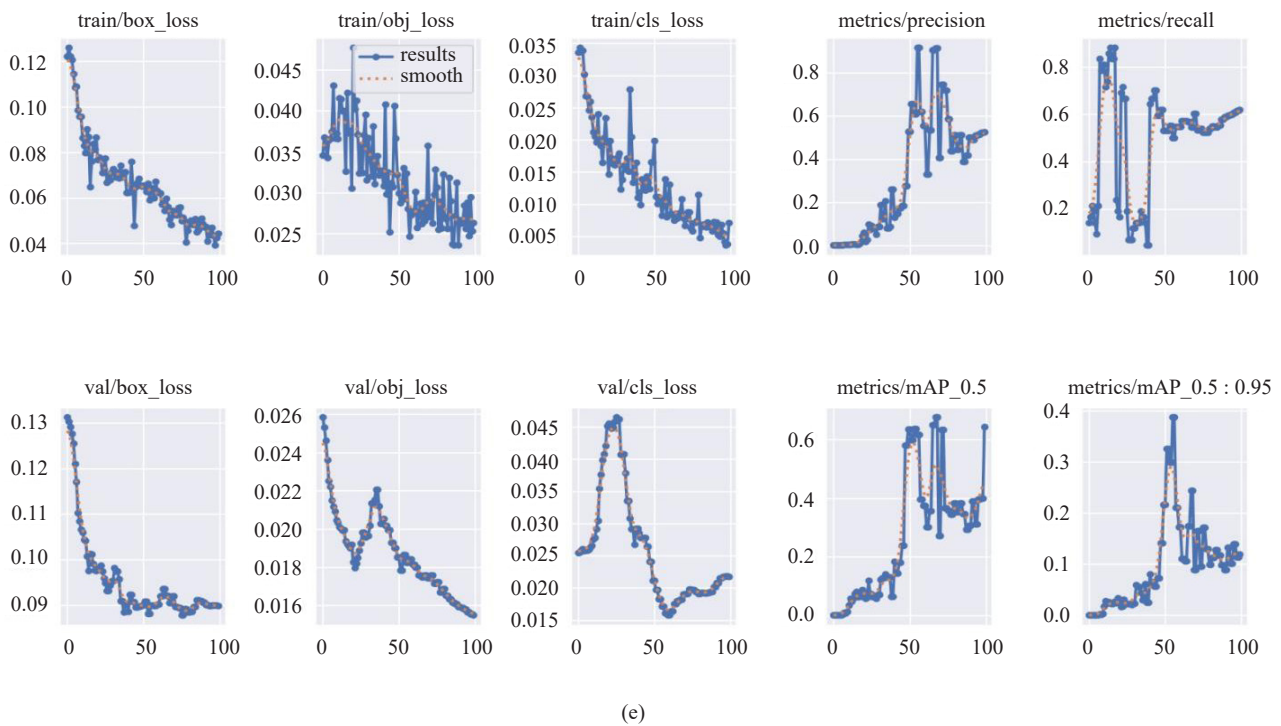 train/box_loss
0.12
0.10
0.08
0.06
0.04
0 50 100
train/obj_loss
results
smooth
0.045
0.040
0.035
0.030
0.025
0 50 100
train/cls_loss
0.035
0.030
0.025
0.020
0.015
0.010
0.005
0 50 100
metrics/precision
0.8
0.6
0.4
0.2
0.0
0 50 100
metrics/recall
0.8
0.6
0.4
0.2
0 50 100
val/box_loss
0.13
0.12
0.11
0.10
0.09
0 50 100
val/obj_loss
0.026
0.024
0.022
0.020
0.018
0.016
0 50 100
val/cls_loss
0.045
0.040
0.035
0.030
0.025
0.020
0.015
0 50 100
metrics/mAP_0.5
0.6
0.4
0.2
0.0
0 50 100
metrics/mAP_0.5 : 0.95
0.4
0.3
0.2
0.1
0.0
0 50 100
(e)